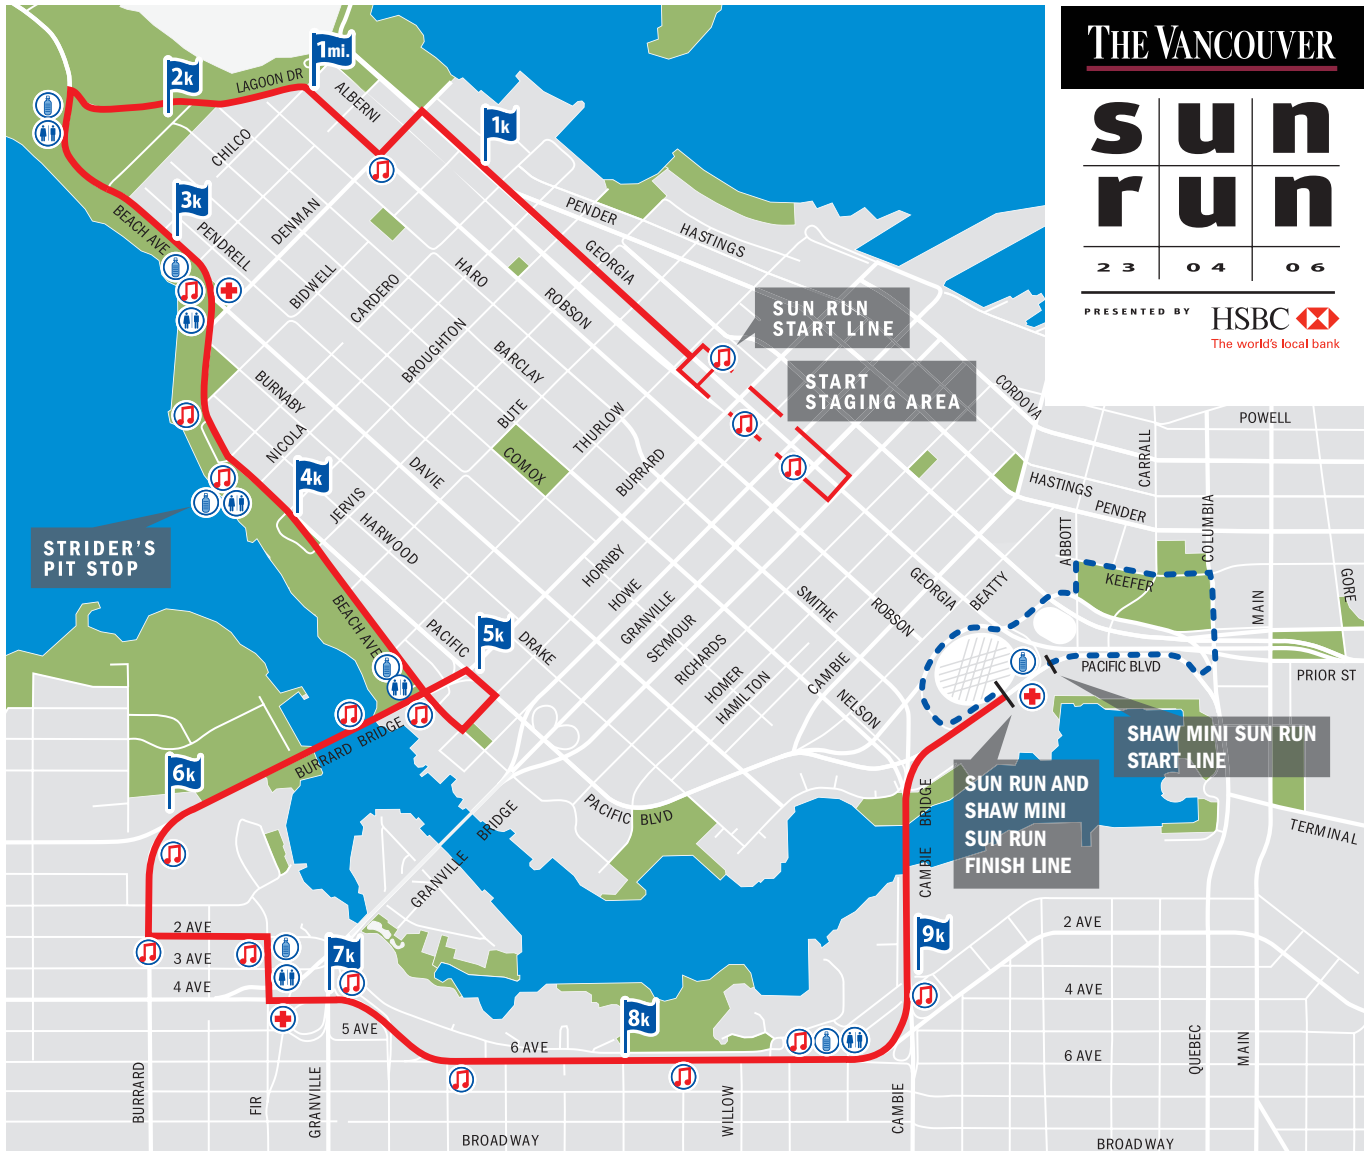 THE VANCOUVER
sun
run
23 04 06
PRESENTED BY
HSBC
The world's local bank
1mi.
2k
LAGOON DR
ALBERNI
1k
CHILCO
3k
PENDER
HASTINGS
BEACH AVE
PENDRELL
DENMAN
GEORGIA
BIDWELL
CARDERO
HARO
ROBSON
SUN RUN
START LINE
BROUGHTON
BARCLAY
START
STAGING AREA
CORDOVA
BURNABY
BUTE
THURLOW
POWELL
NICOLA
COMOX
BURRARD
CARRALL
4k
DAVIE
HASTINGS
PENDER
JERVIS
HARWOOD
STRIDER'S
PIT STOP
ABBOTT
COLUMBIA
HORNBY
HOWE
GRANVILLE
SEYMOUR
SMITHE
ROBSON
GEORGIA
BEATTY
KEEFER
MAIN
GORE
BEACH AVE
PACIFIC
5k
DRAKE
RICHARDS
HOMER
HAMILTON
CAMBIE
NELSON
PACIFIC BLVD
PRIOR ST
BURRARD BRIDGE
6k
SHAW MINI SUN RUN
START LINE
SUN RUN AND
SHAW MINI
SUN RUN
FINISH LINE
PACIFIC BLVD
GRANVILLE BRIDGE
CAMBIE BRIDGE
TERMINAL
2 AVE
3 AVE
4 AVE
7k
9k
2 AVE
4 AVE
5 AVE
8k
6 AVE
6 AVE
QUEBEC
MAIN
BURRARD
FIR
GRANVILLE
WILLOW
CAMBIE
BROADWAY
BROADWAY